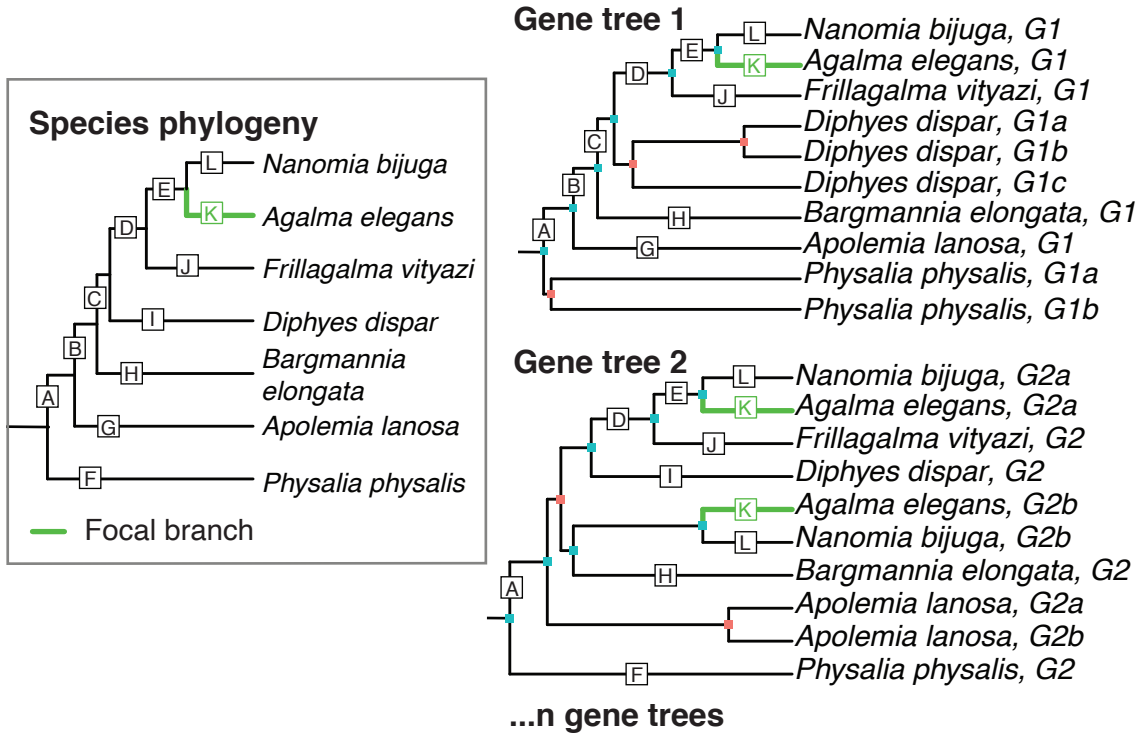 Species phylogeny
L
Nanomia bijuga
E
K
Agalma elegans
D
J
Frillagalma vityazi
C
I
Diphyes dispar
B
H
Bargmannia
elongata
A
G
Apolemia lanosa
F
Physalia physalis
Focal branch
Gene tree 1
L
Nanomia bijuga, G1
E
K
Agalma elegans, G1
D
J
Frillagalma vityazi, G1
Diphyes dispar, G1a
C
Diphyes dispar, G1b
B
Diphyes dispar, G1c
H
Bargmannia elongata, G1
A
G
Apolemia lanosa, G1
Physalia physalis, G1a
Physalia physalis, G1b
Gene tree 2
L
Nanomia bijuga, G2a
E
K
Agalma elegans, G2a
D
J
Frillagalma vityazi, G2
I
Diphyes dispar, G2
K
Agalma elegans, G2b
L
Nanomia bijuga, G2b
H
Bargmannia elongata, G2
A
Apolemia lanosa, G2a
Apolemia lanosa, G2b
F
Physalia physalis, G2
...n gene trees